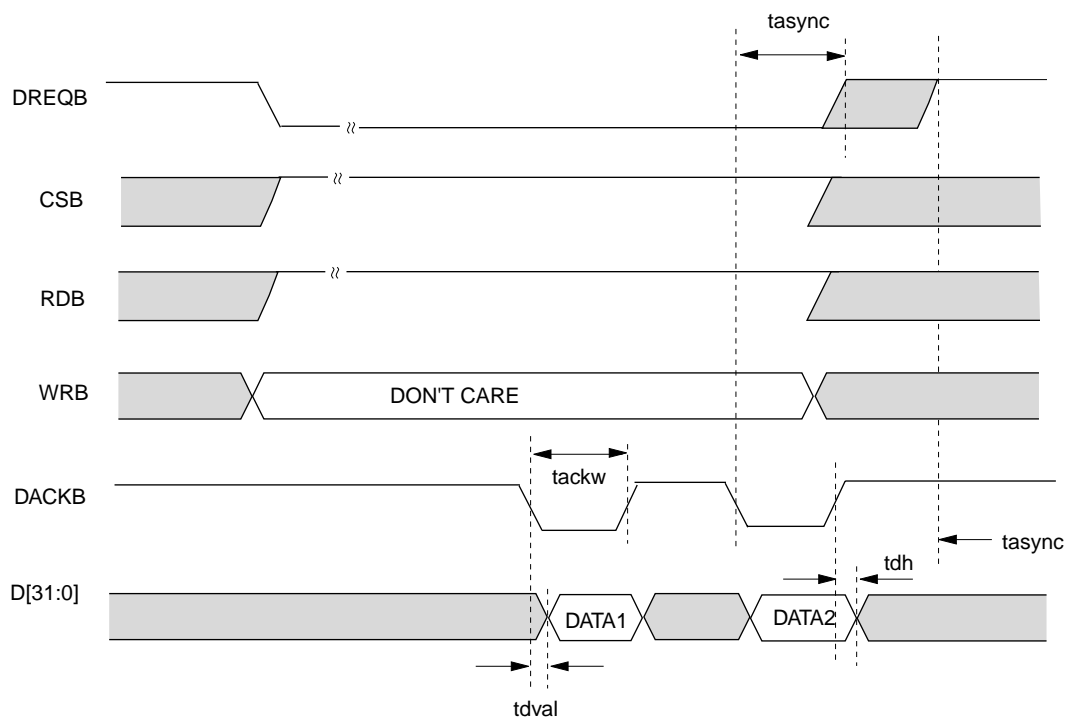 tasync
DREQB
CSB
RDB
WRB
DON'T CARE
tackw
DACKB
tasync
tdh
D[31:0]
DATA1
DATA2
tdval